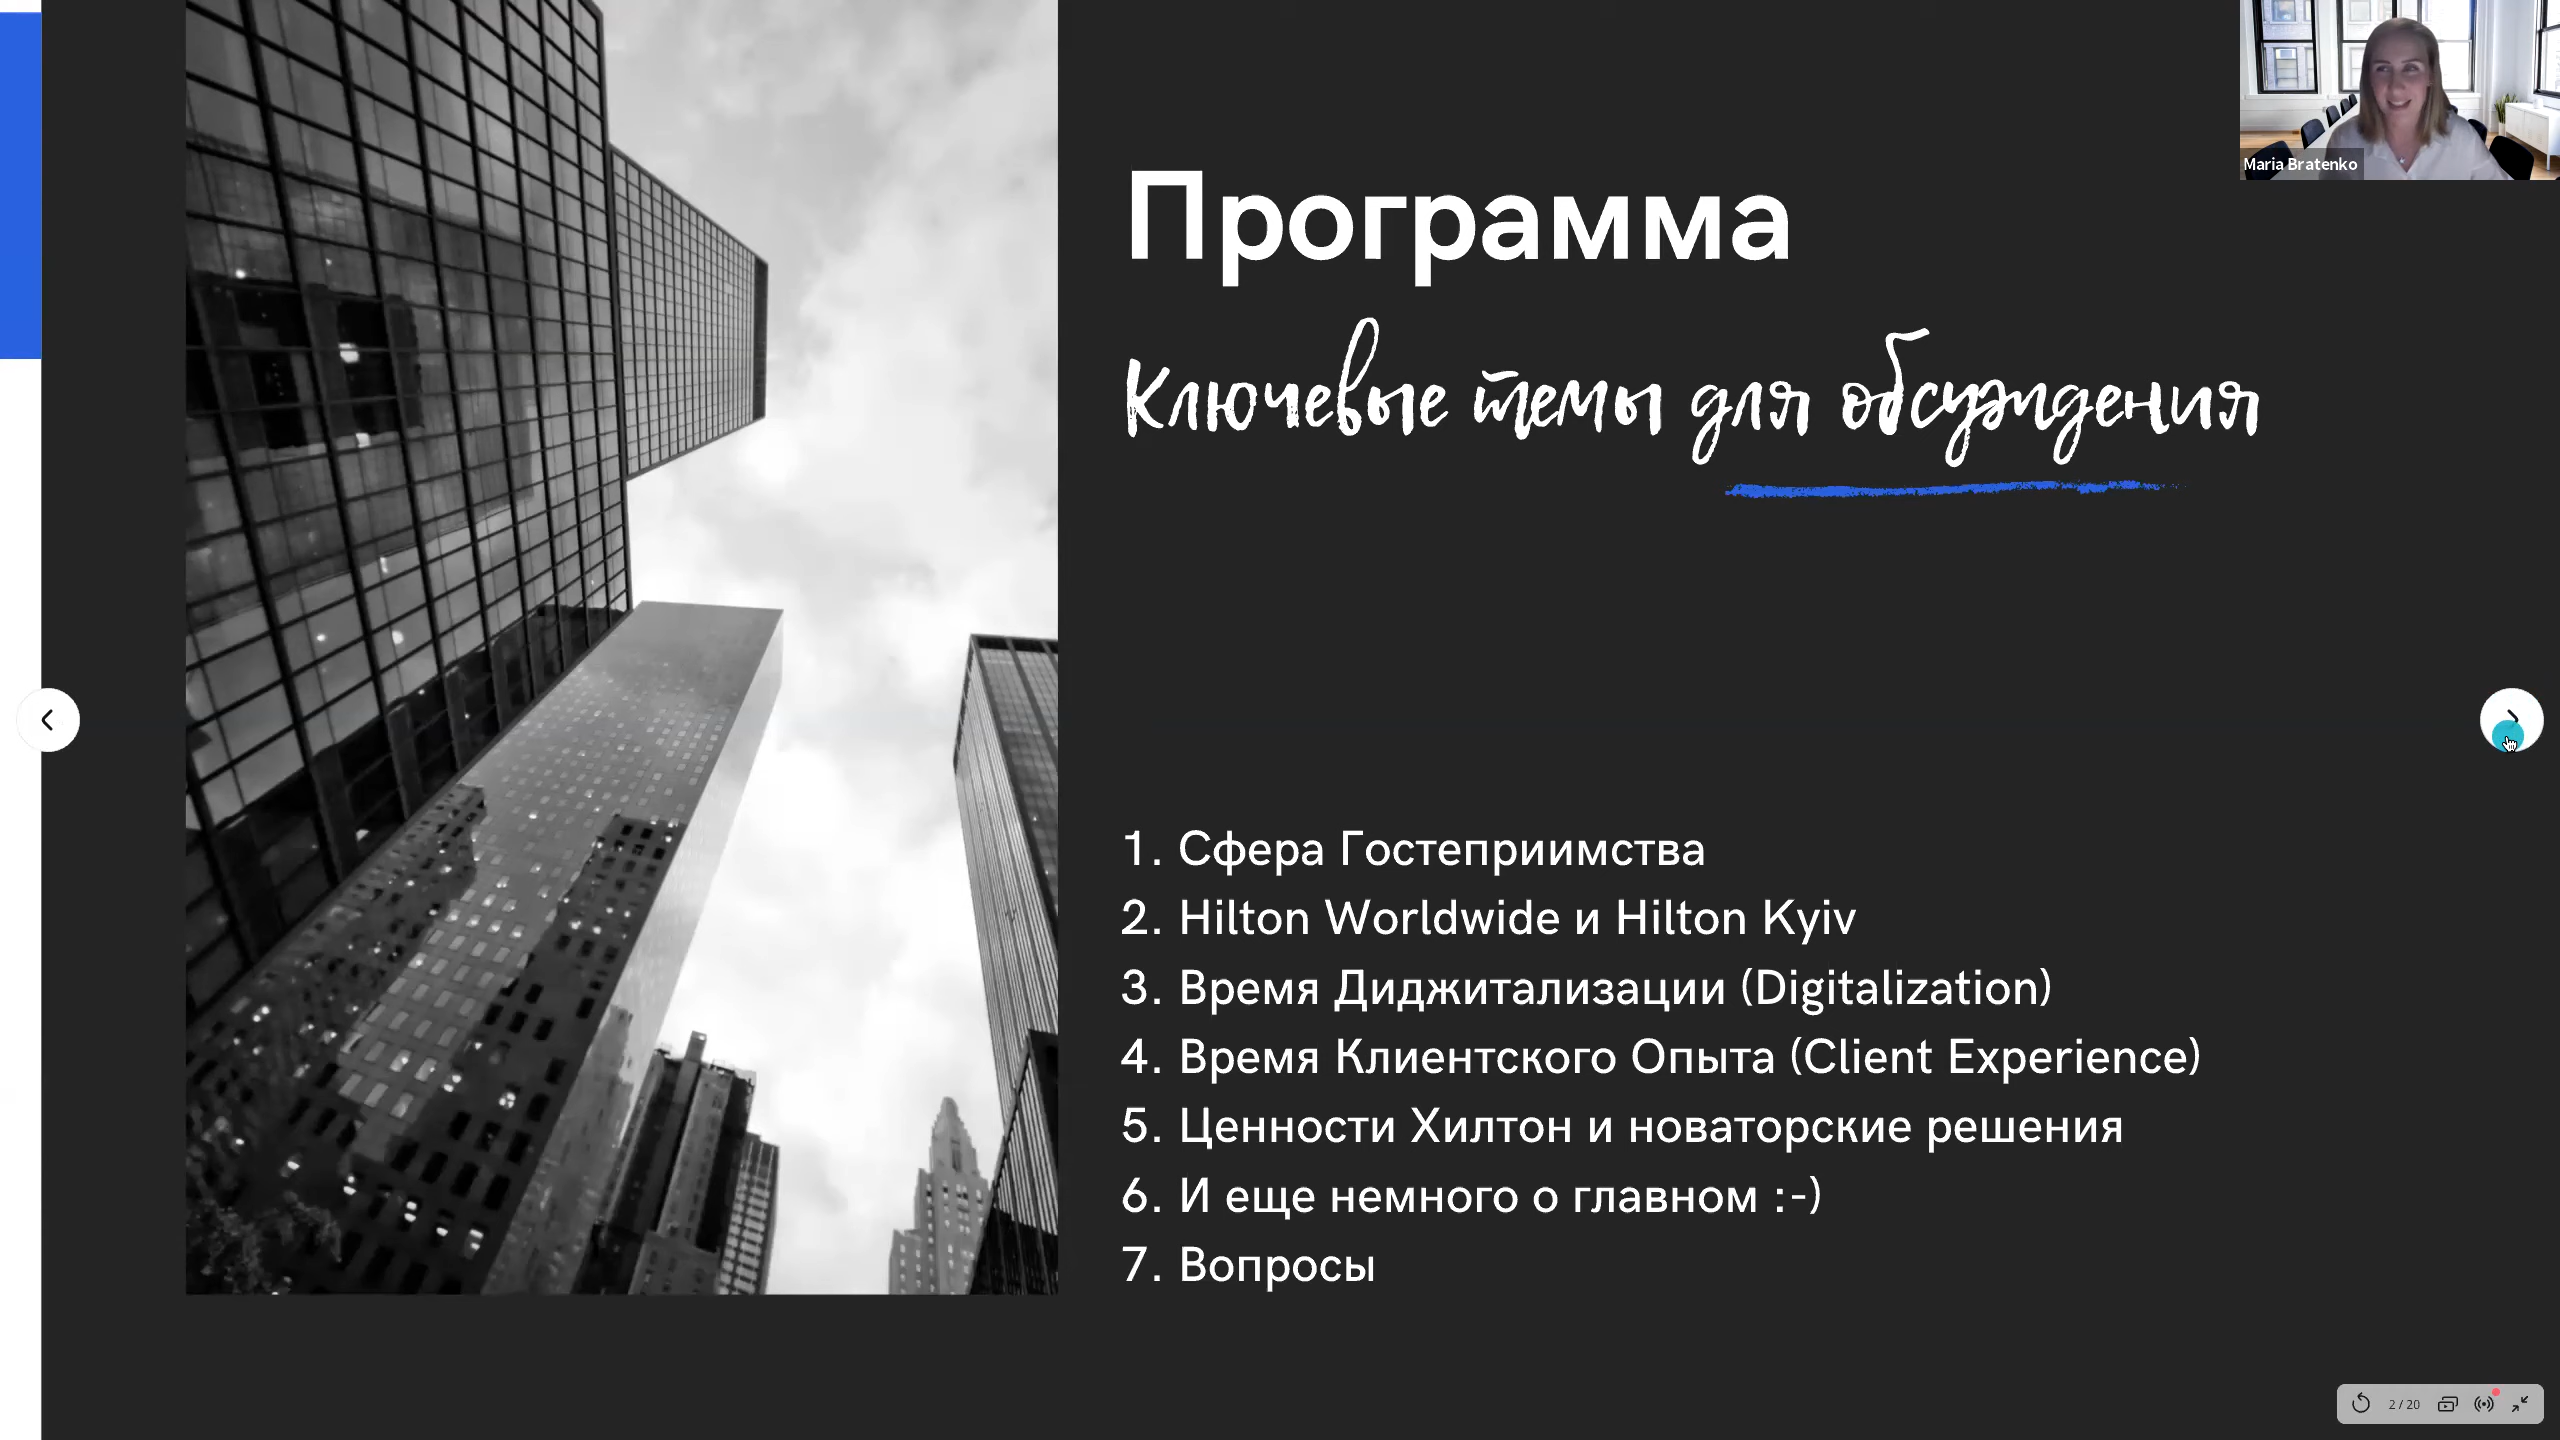 Программа
Ключевые темы для обсуждения
1. Сфера Гостеприимства
2. Hilton Worldwide и Hilton Kyiv
3. Время Диджитализации (Digitalization)
4. Время Клиентского Опыта (Client Experience)
5. Ценности Хилтон и новаторские решения
6. И еще немного о главном :-)
7. Вопросы
Maria Bratenko
2 / 20